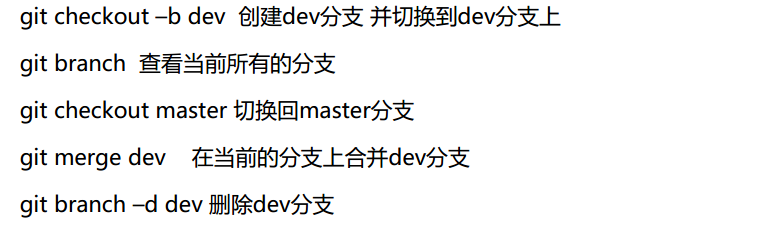 git checkout –b dev  创建dev分支 并切换到dev分支上
git branch  查看当前所有的分支
git checkout master 切换回master分支
git merge dev    在当前的分支上合并dev分支
git branch –d dev 删除dev分支